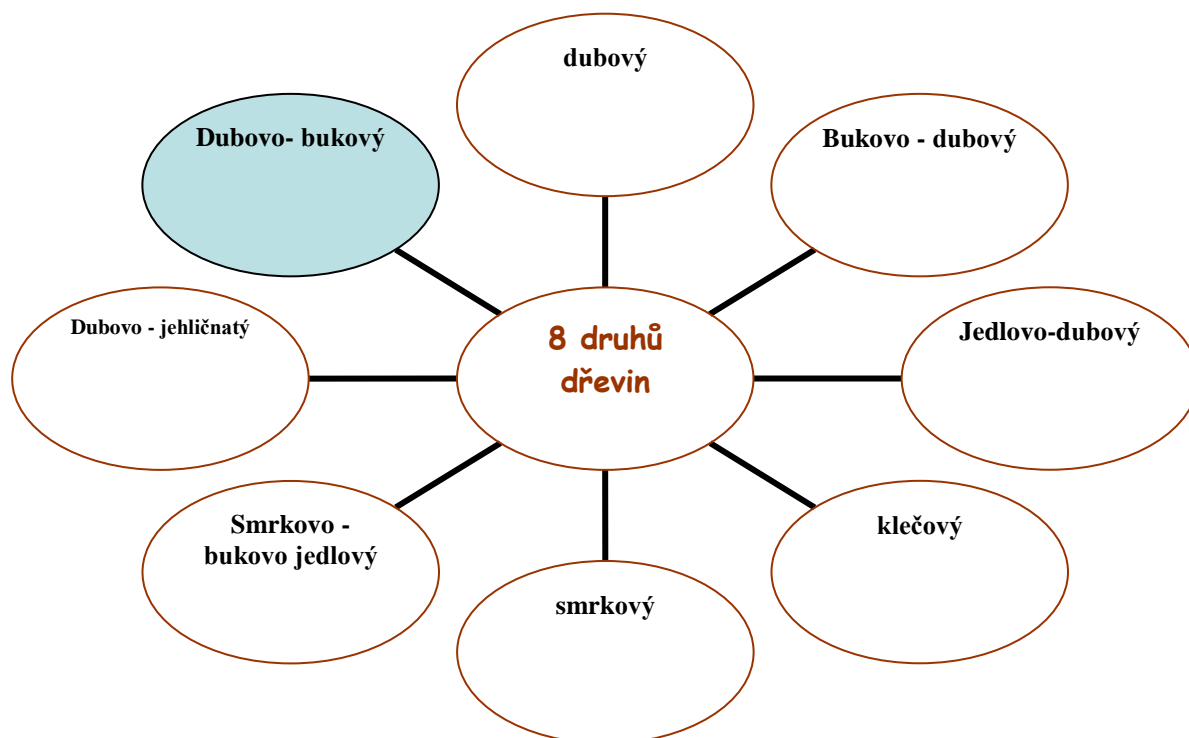 dubový
Dubovo- bukový
Bukovo - dubový
Dubovo - jehličnatý
8 druhů
dřevin
Jedlovo-dubový
Smrkovo -
bukovo jedlový
klečový
smrkový